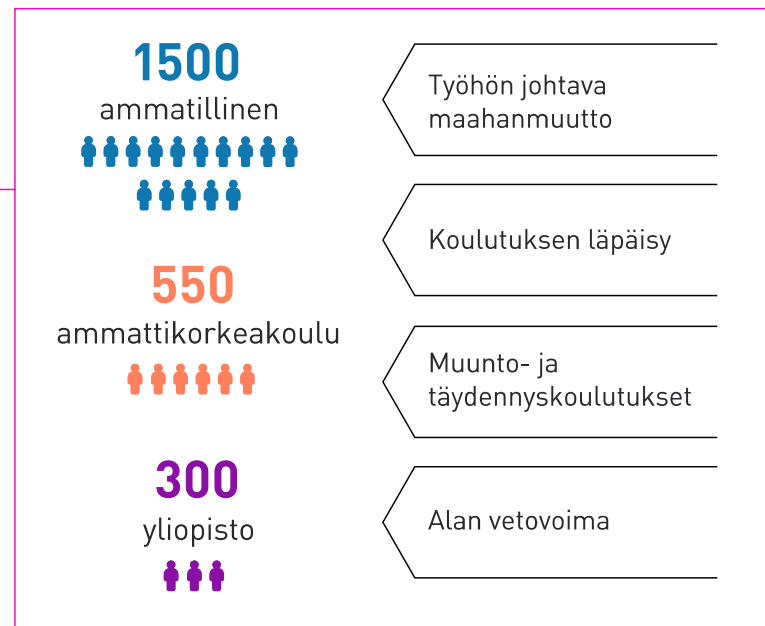 1500
ammatillinen
550
ammattikorkeakoulu
300
yliopisto
Työhön johtava
maahanmuutto
Koulutuksen läpäisy
Muunto- ja
täydennyskoulutukset
Alan vetovoima